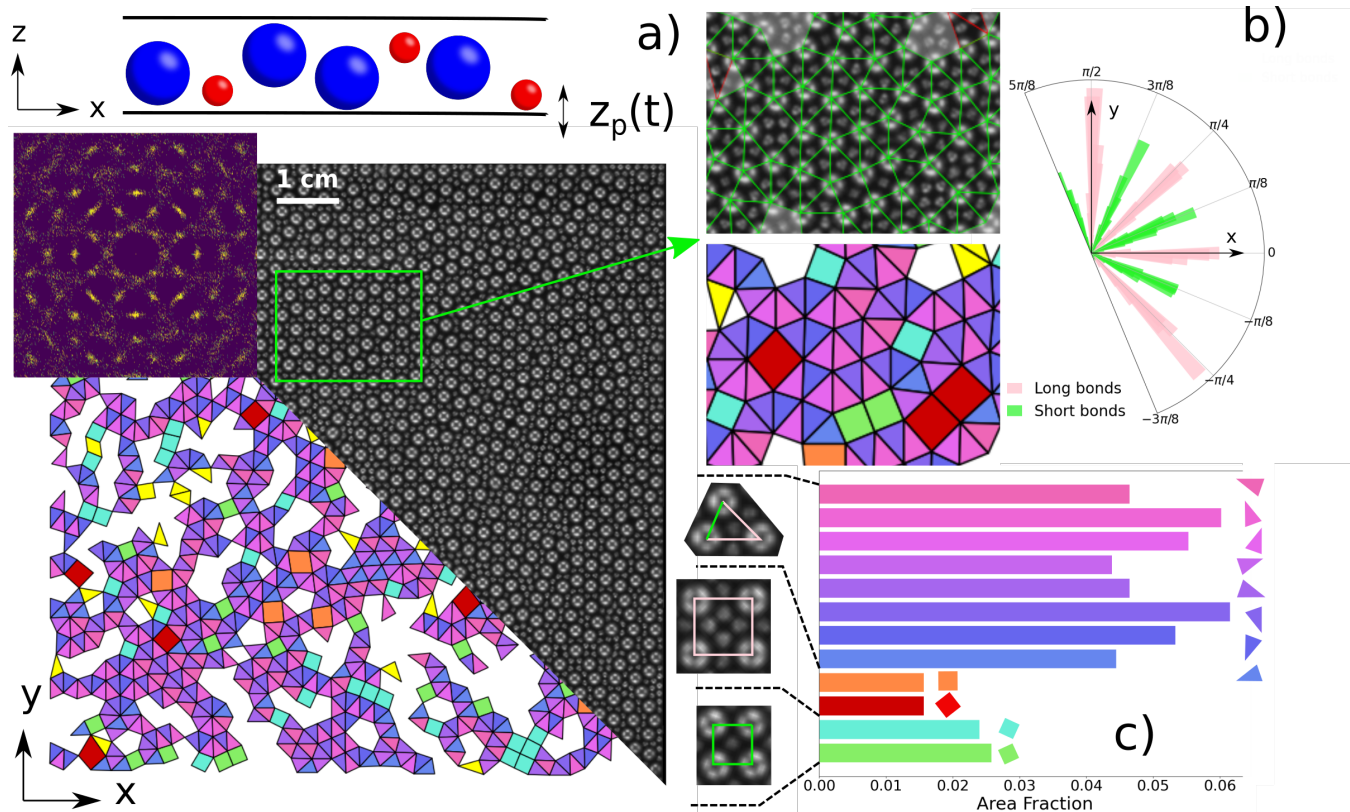 z
x
z_p(t)
a)
1 cm
y
x
b)
5π/8
π/2
3π/8
π/4
π/8
0
−π/8
−π/4
−3π/8
y
x
Long bonds
Short bonds
c)
0.00 0.01 0.02 0.03 0.04 0.05 0.06
Area Fraction